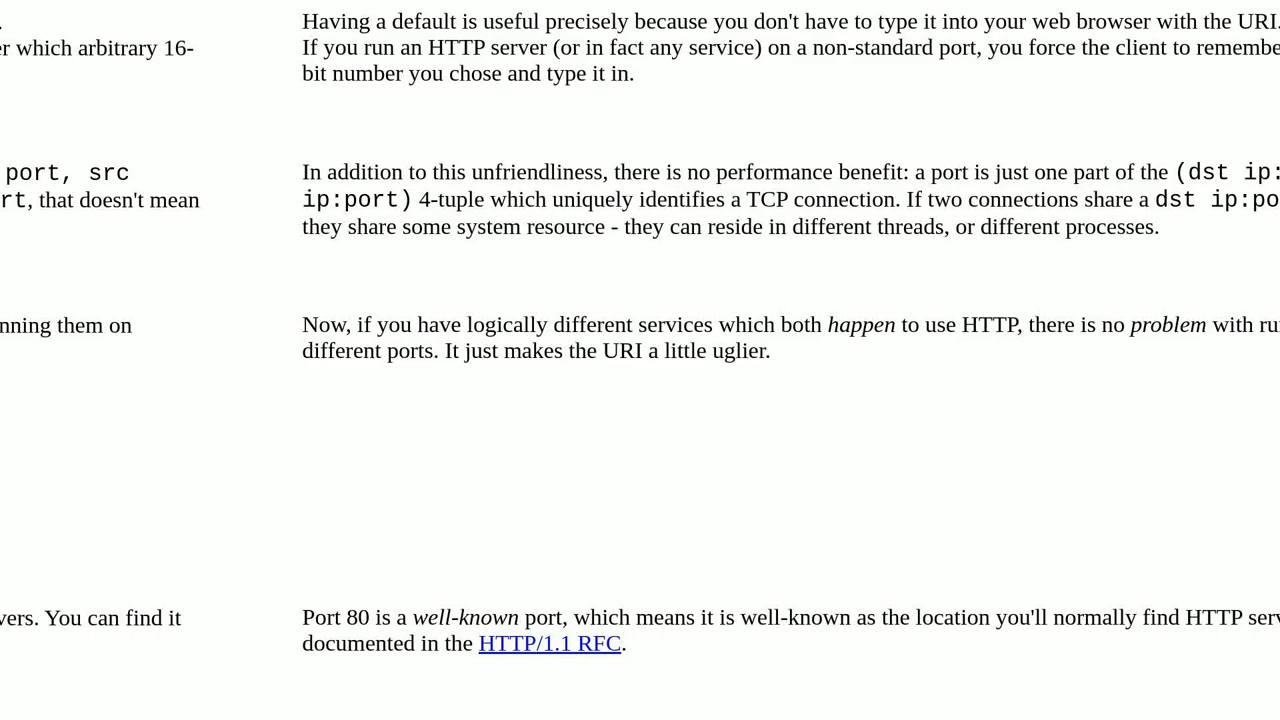 .
er which arbitrary 16-
port, src
rt, that doesn't mean
nning them on
vers. You can find it
Having a default is useful precisely because you don't have to type it into your web browser with the URI.
If you run an HTTP server (or in fact any service) on a non-standard port, you force the client to remembe
bit number you chose and type it in.
In addition to this unfriendliness, there is no performance benefit: a port is just one part of the (dst ip:
ip:port) 4-tuple which uniquely identifies a TCP connection. If two connections share a dst ip:po
they share some system resource - they can reside in different threads, or different processes.
Now, if you have logically different services which both happen to use HTTP, there is no problem with ru
different ports. It just makes the URI a little uglier.
Port 80 is a well-known port, which means it is well-known as the location you'll normally find HTTP serv
documented in the HTTP/1.1 RFC.